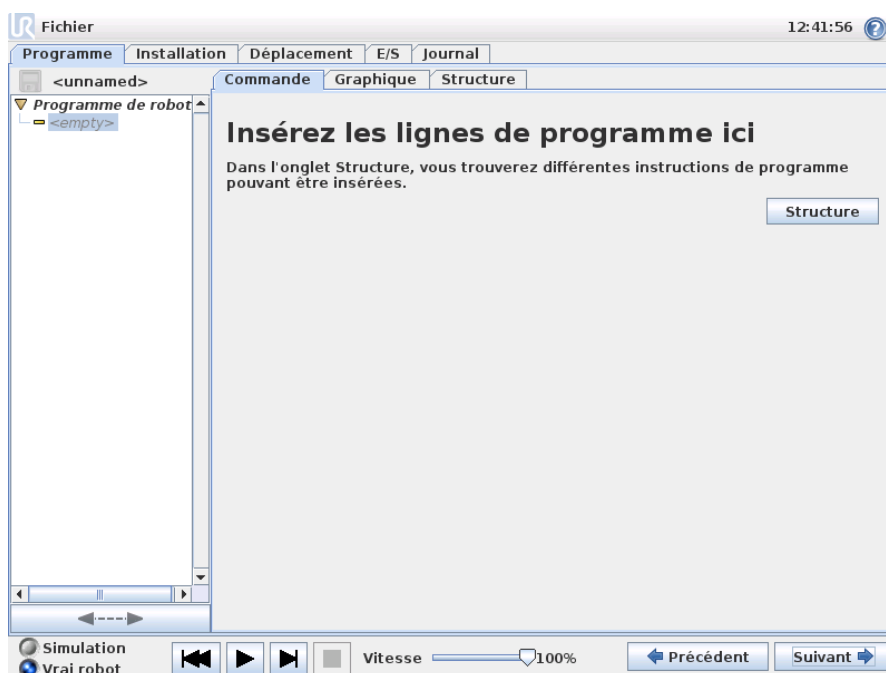 UR Fichier 12:41:56 ?
Programme Installation Déplacement E/S Journal
<unnamed> Commande Graphique Structure
Programme de robot
<empty>
Insérez les lignes de programme ici
Dans l'onglet Structure, vous trouverez différentes instructions de programme
pouvant être insérées.
Structure
Simulation
Vrai robot
Vitesse 100% Précédent Suivant